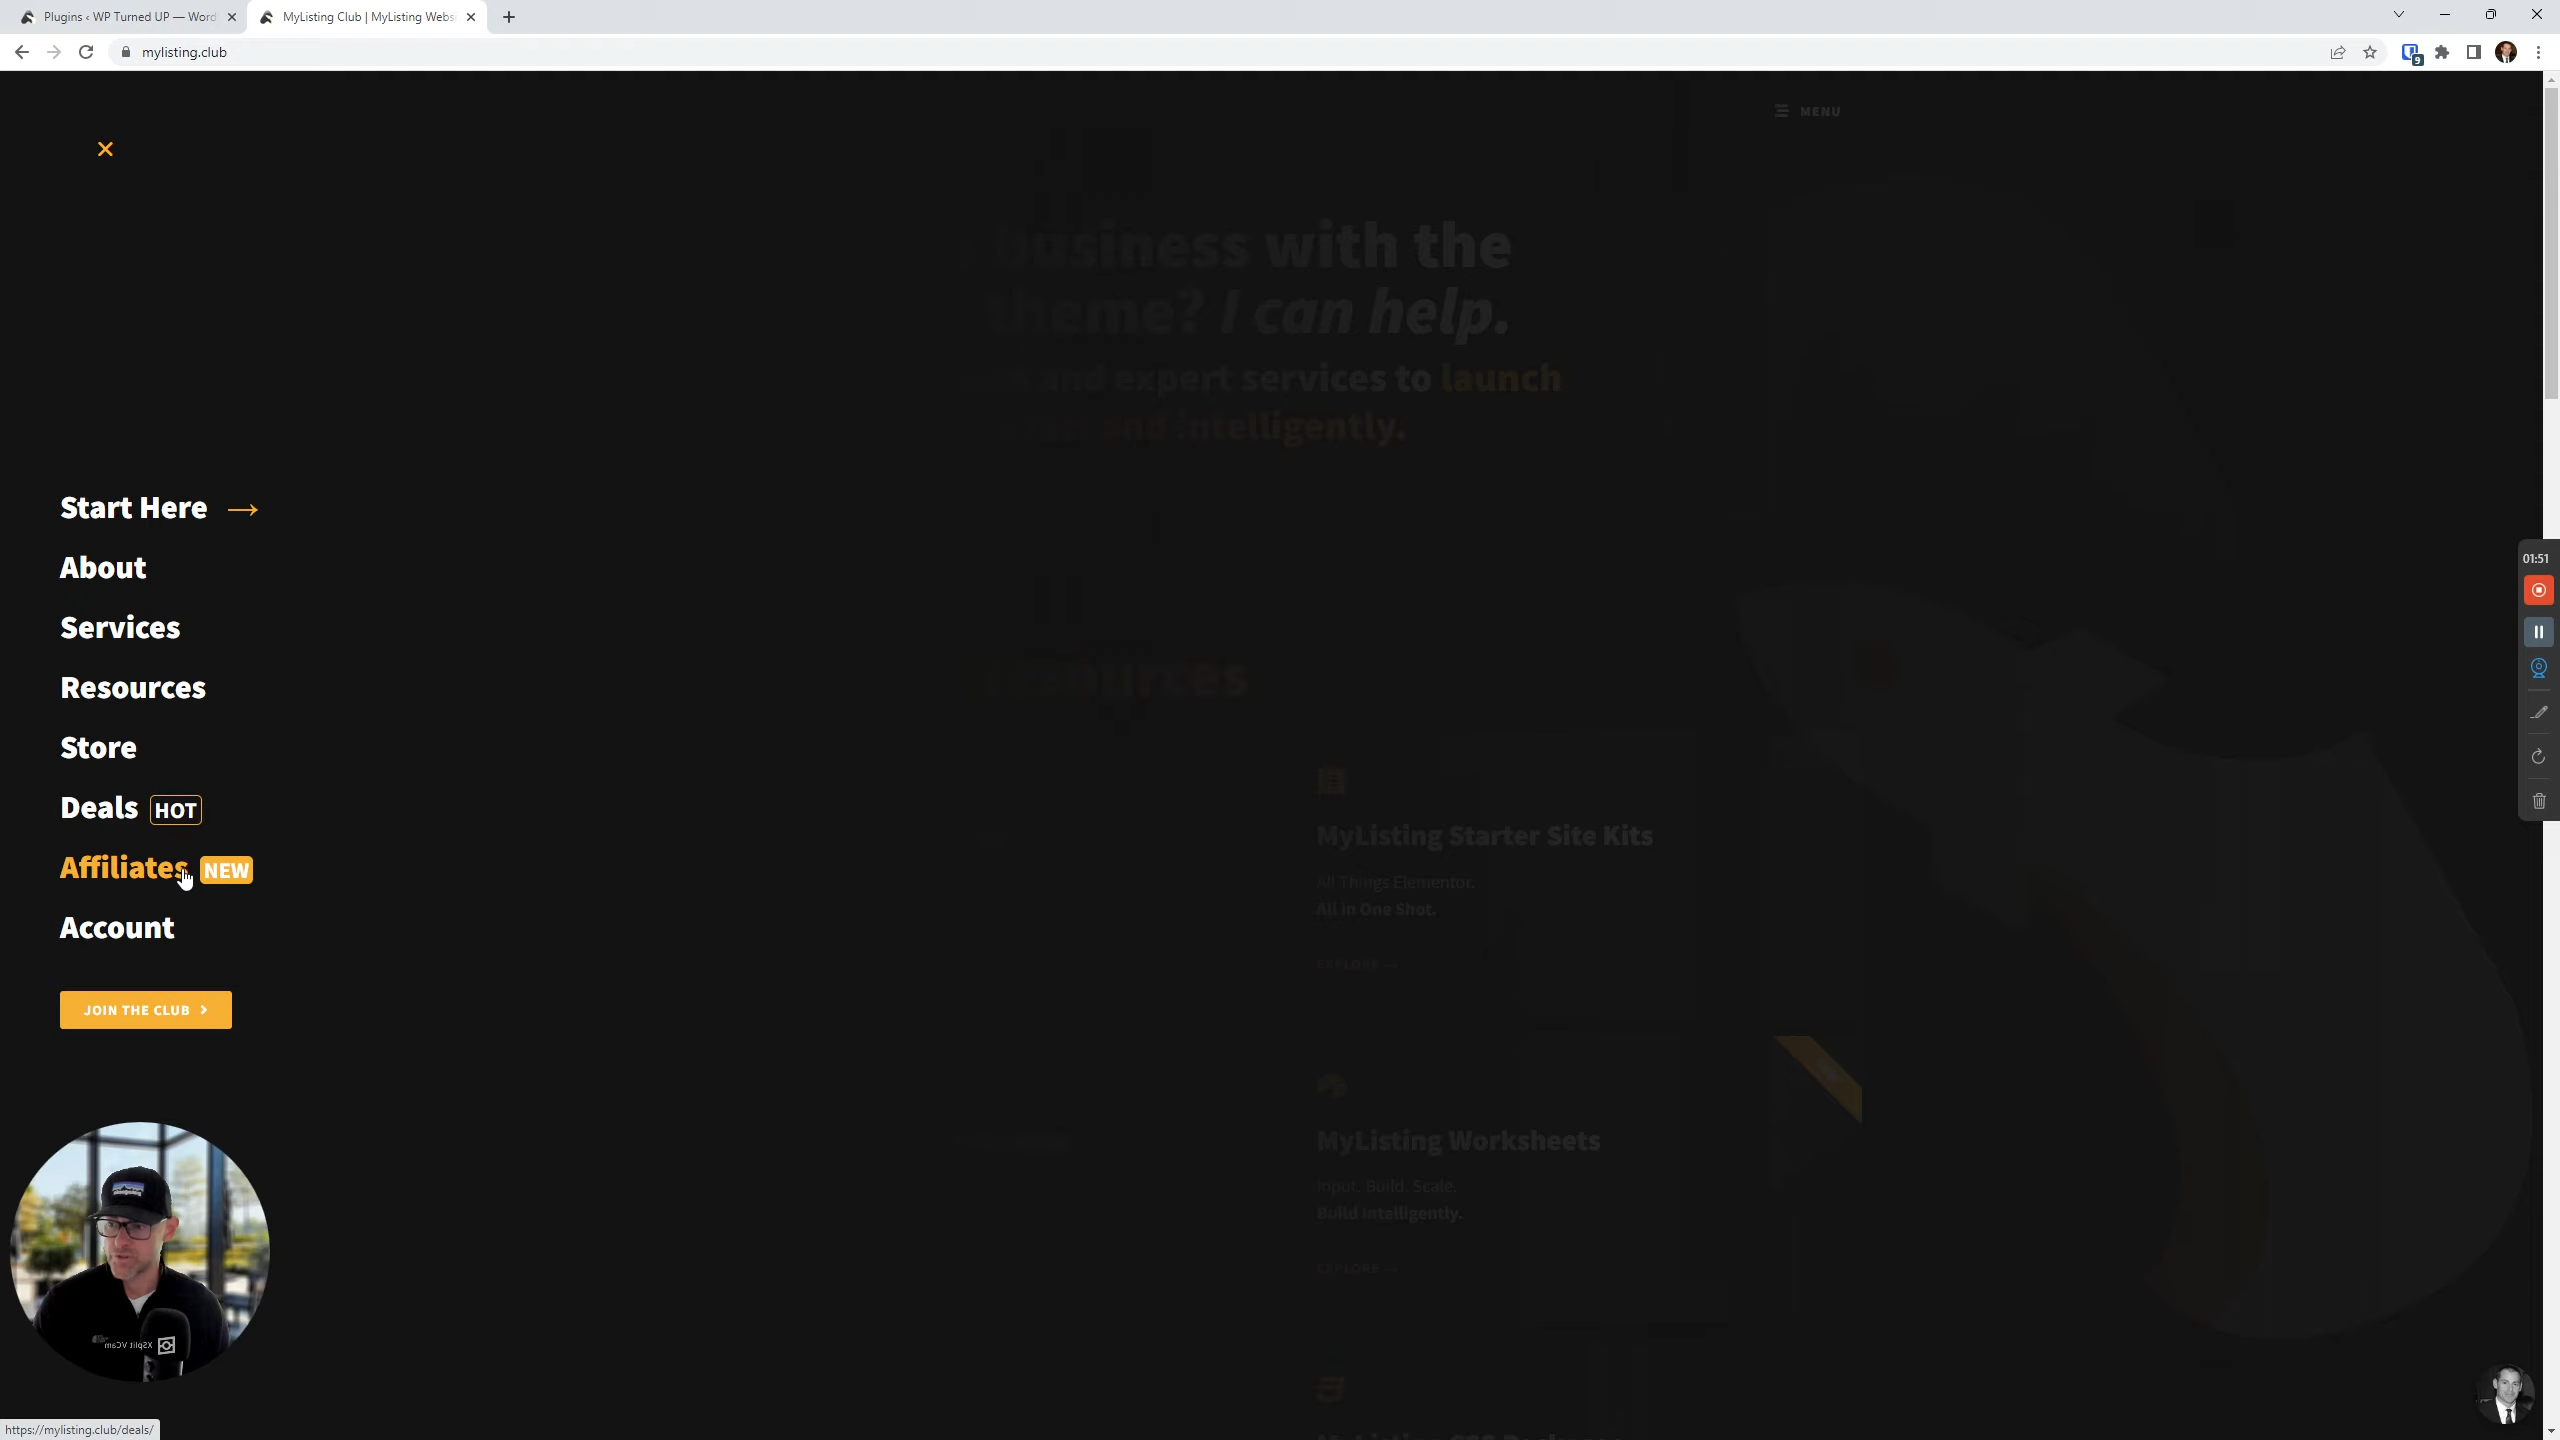 Plugins ‹ WP Turned UP — Word
MyListing Club | MyListing Webs
mylisting.club
9
MENU
business with the
theme? I can help.
and expert services to launch
and intelligently.
Start Here →
About
Services
Resources
Store
Deals HOT
Affiliates NEW
Account
JOIN THE CLUB >
MyListing Starter Site Kits
All Things Elementor.
All in One Shot.
EXPLORE —
MyListing Worksheets
Input. Build. Scale.
Build Intelligently.
EXPLORE —
01:51
XSplit VCam
https://mylisting.club/deals/